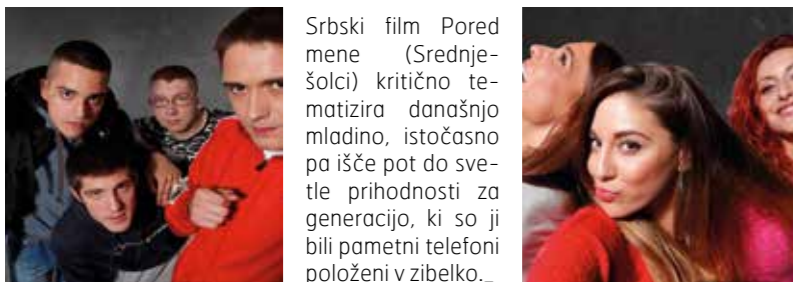 Srbski film Pored
mene (Srednje-
šolci) kritično te-
matizira današnjo
mladino, istočasno
pa išče pot do sve-
tle prihodnosti za
generacijo, ki so ji
bili pametni telefoni
položeni v zibelko._